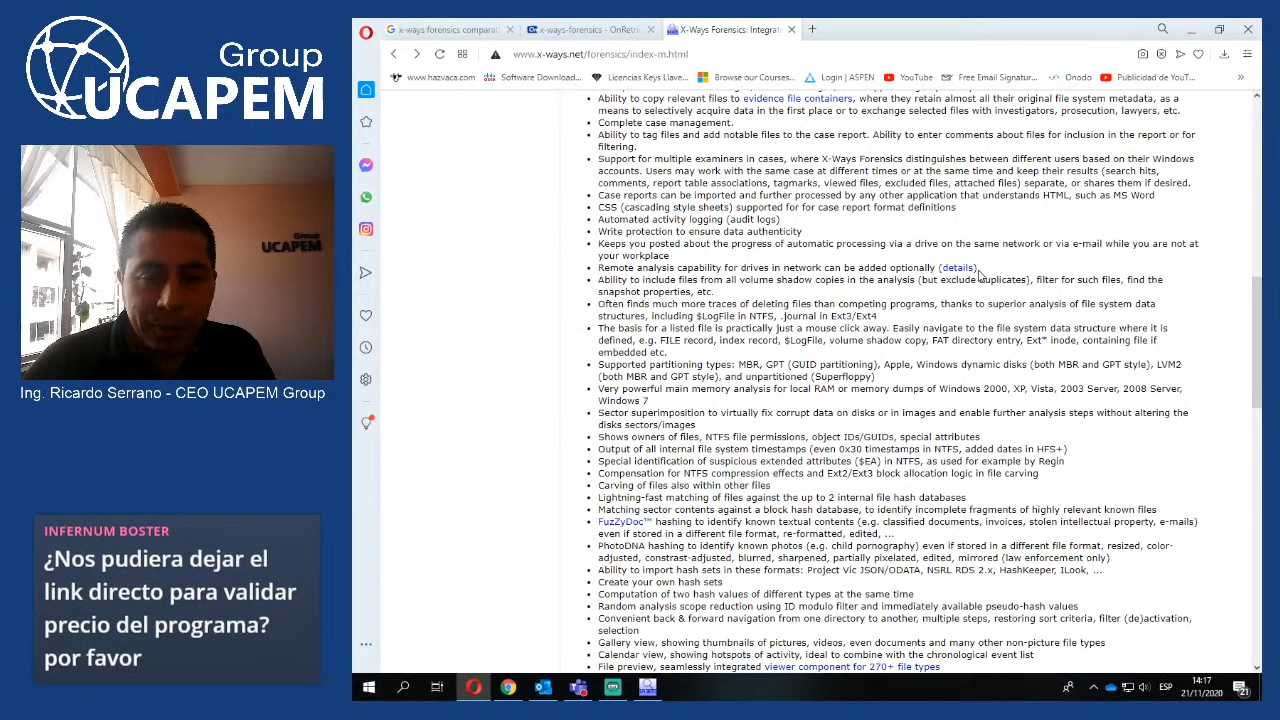 Group
UCAPEM
Group
UCAPEM
Ing. Ricardo Serrano - CEO UCAPEM Group
INFERNUM BOSTER
¿Nos pudiera dejar el
link directo para validar
precio del programa?
por favor
x-ways forensics compara
x-ways-forensics - OnRetri
X-Ways Forensics: Integrat
www.x-ways.net/forensics/index-m.html
www.hazvaca.com
Software Download...
Licencias Keys Llave...
Browse our Courses...
Login | ASPEN
YouTube
Free Email Signatur...
Onodo
Publicidad de YouT...
Ability to copy relevant files to evidence file containers, where they retain almost all their original file system metadata, as a
means to selectively acquire data in the first place or to exchange selected files with investigators, prosecution, lawyers, etc.
Complete case management.
Ability to tag files and add notable files to the case report. Ability to enter comments about files for inclusion in the report or for
filtering.
Support for multiple examiners in cases, where X-Ways Forensics distinguishes between different users based on their Windows
accounts. Users may work with the same case at different times or at the same time and keep their results (search hits,
comments, report table associations, tagmarks, viewed files, excluded files, attached files) separate, or shares them if desired.
Case reports can be imported and further processed by any other application that understands HTML, such as MS Word
CSS (cascading style sheets) supported for for case report format definitions
Automated activity logging (audit logs)
Write protection to ensure data authenticity
Keeps you posted about the progress of automatic processing via a drive on the same network or via e-mail while you are not at
your workplace
Remote analysis capability for drives in network can be added optionally (details)
Ability to include files from all volume shadow copies in the analysis (but exclude duplicates), filter for such files, find the
snapshot properties, etc.
Often finds much more traces of deleting files than competing programs, thanks to superior analysis of file system data
structures, including $LogFile in NTFS, .journal in Ext3/Ext4
The basis for a listed file is practically just a mouse click away. Easily navigate to the file system data structure where it is
defined, e.g. FILE record, index record, $LogFile, volume shadow copy, FAT directory entry, Ext* inode, containing file if
embedded etc.
Supported partitioning types: MBR, GPT (GUID partitioning), Apple, Windows dynamic disks (both MBR and GPT style), LVM2
(both MBR and GPT style), and unpartitioned (Superfloppy)
Very powerful main memory analysis for local RAM or memory dumps of Windows 2000, XP, Vista, 2003 Server, 2008 Server,
Windows 7
Sector superimposition to virtually fix corrupt data on disks or in images and enable further analysis steps without altering the
disks sectors/images
Shows owners of files, NTFS file permissions, object IDs/GUIDs, special attributes
Output of all internal file system timestamps (even 0x30 timestamps in NTFS, added dates in HFS+)
Special identification of suspicious extended attributes ($EA) in NTFS, as used for example by Regin
Compensation for NTFS compression effects and Ext2/Ext3 block allocation logic in file carving
Carving of files also within other files
Lightning-fast matching of files against the up to 2 internal file hash databases
Matching sector contents against a block hash database, to identify incomplete fragments of highly relevant known files
FuzZyDoc™ hashing to identify known textual contents (e.g. classified documents, invoices, stolen intellectual property, e-mails)
even if stored in a different file format, re-formatted, edited, ...
PhotoDNA hashing to identify known photos (e.g. child pornography) even if stored in a different file format, resized, color-
adjusted, constrast-adjusted, blurred, sharpened, partially pixelated, edited, mirrored (law enforcement only)
Ability to import hash sets in these formats: Project Vic JSON/ODATA, NSRL RDS 2.x, HashKeeper, ILook, ...
Create your own hash sets
Computation of two hash values of different types at the same time
Random analysis scope reduction using ID modulo filter and immediately available pseudo-hash values
Convenient back & forward navigation from one directory to another, multiple steps, restoring sort criteria, filter (de)activation,
selection
Gallery view, showing thumbnails of pictures, videos, even documents and many other non-picture file types
Calendar view, showing hotspots of activity, ideal to combine with the chronological event list
File preview, seamlessly integrated viewer component for 270+ file types
ESP
14:17
21/11/2020
21